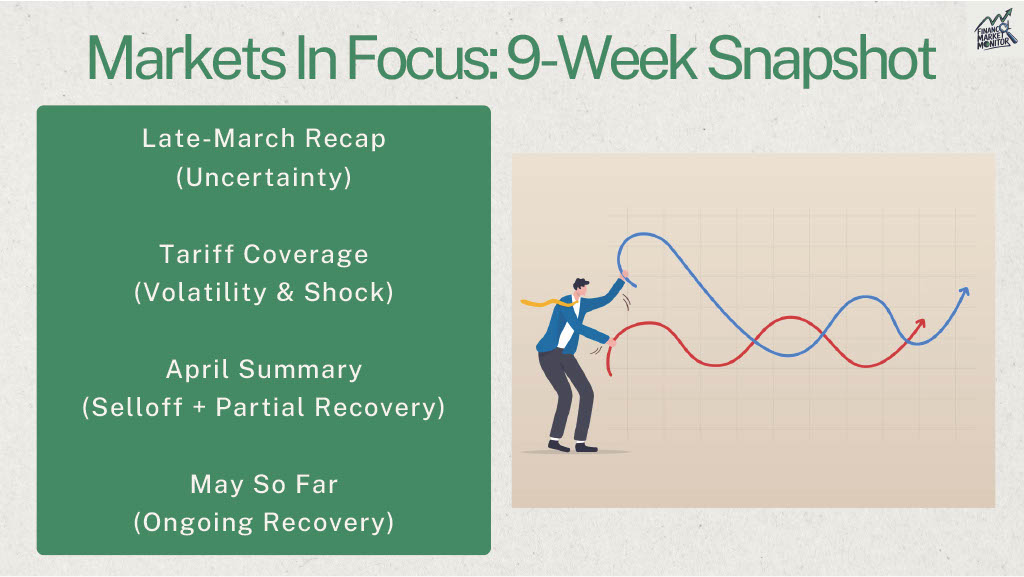 Markets In Focus: 9-Week Snapshot
FINANCIAL
MARKET
MONITOR
Late-March Recap
(Uncertainty)
Tariff Coverage
(Volatility & Shock)
April Summary
(Selloff + Partial Recovery)
May So Far
(Ongoing Recovery)